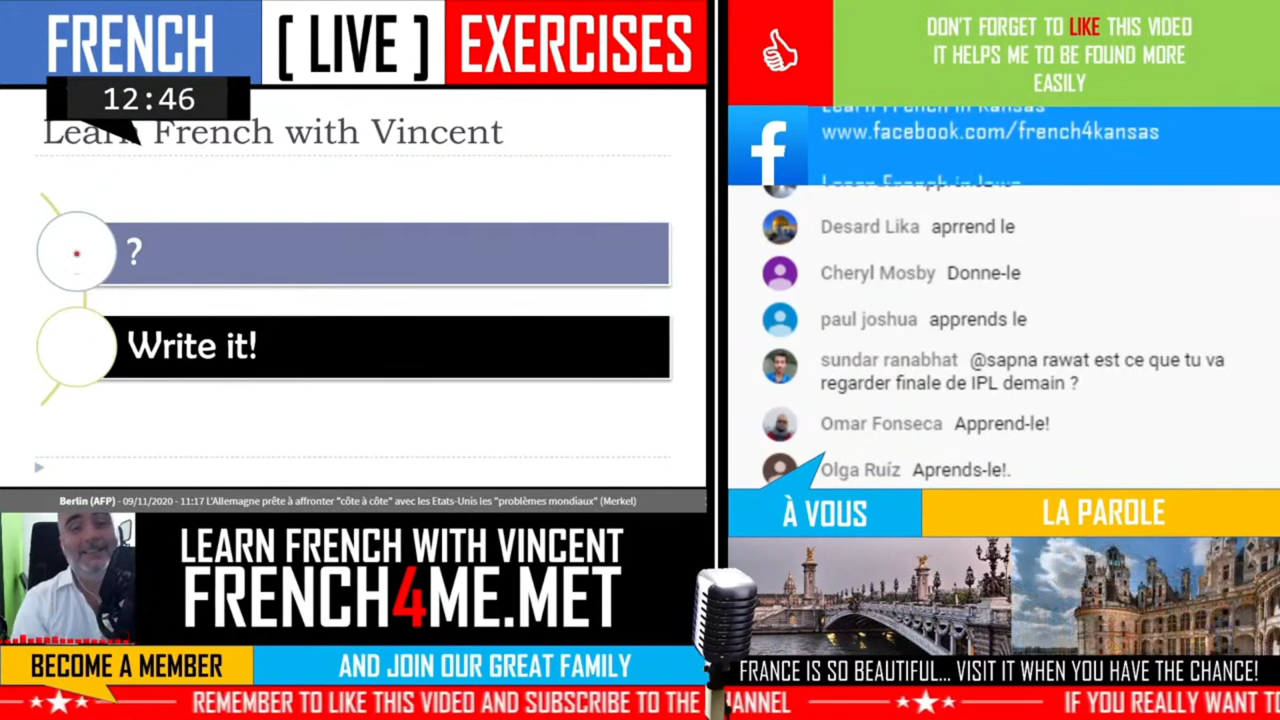 FRENCH
[ LIVE ]
EXERCISES
12:46
Learn French with Vincent
?
Write it!
Berlin (AFP) - 09/11/2020 - 11:17 L'Allemagne prête à affronter "côte à côte" avec les Etats-Unis les "problèmes mondiaux" (Merkel)
LEARN FRENCH WITH VINCENT
FRENCH4ME.MET
BECOME A MEMBER
AND JOIN OUR GREAT FAMILY
DON'T FORGET TO LIKE THIS VIDEO
IT HELPS ME TO BE FOUND MORE
EASILY
Learn French in Kansas
www.facebook.com/french4kansas
Desard Lika aprrend le
Cheryl Mosby Donne-le
paul joshua apprends le
sundar ranabhat @sapna rawat est ce que tu va
regarder finale de IPL demain ?
Omar Fonseca Apprend-le!
Olga Ruíz Aprends-le!.
À VOUS
LA PAROLE
FRANCE IS SO BEAUTIFUL... VISIT IT WHEN YOU HAVE THE CHANCE!
REMEMBER TO LIKE THIS VIDEO AND SUBSCRIBE TO THE CHANNEL
IF YOU REALLY WANT TO